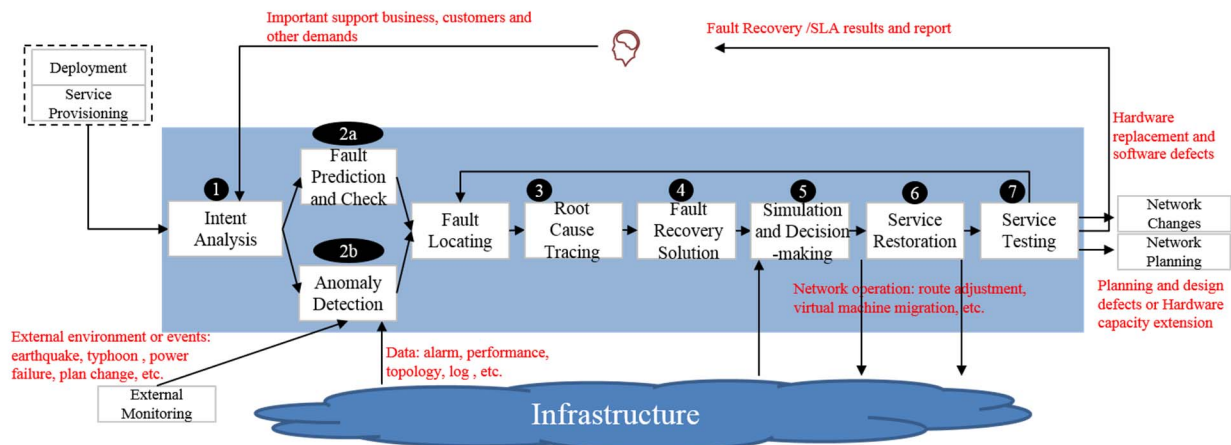 Important support business, customers and
other demands
Fault Recovery /SLA results and report
Deployment
Service
Provisioning
Hardware
replacement and
software defects
2a
Fault
Prediction
and Check
1
Intent
Analysis
2b
Anomaly
Detection
Fault
Locating
3
Root
Cause
Tracing
4
Fault
Recovery
Solution
5
Simulation
and Decision
-making
6
Service
Restoration
7
Service
Testing
Network
Changes
Network
Planning
Network operation: route adjustment,
virtual machine migration, etc.
Planning and design
defects or Hardware
capacity extension
External environment or events:
earthquake, typhoon , power
failure, plan change, etc.
Data: alarm, performance,
topology, log , etc.
External
Monitoring
Infrastructure